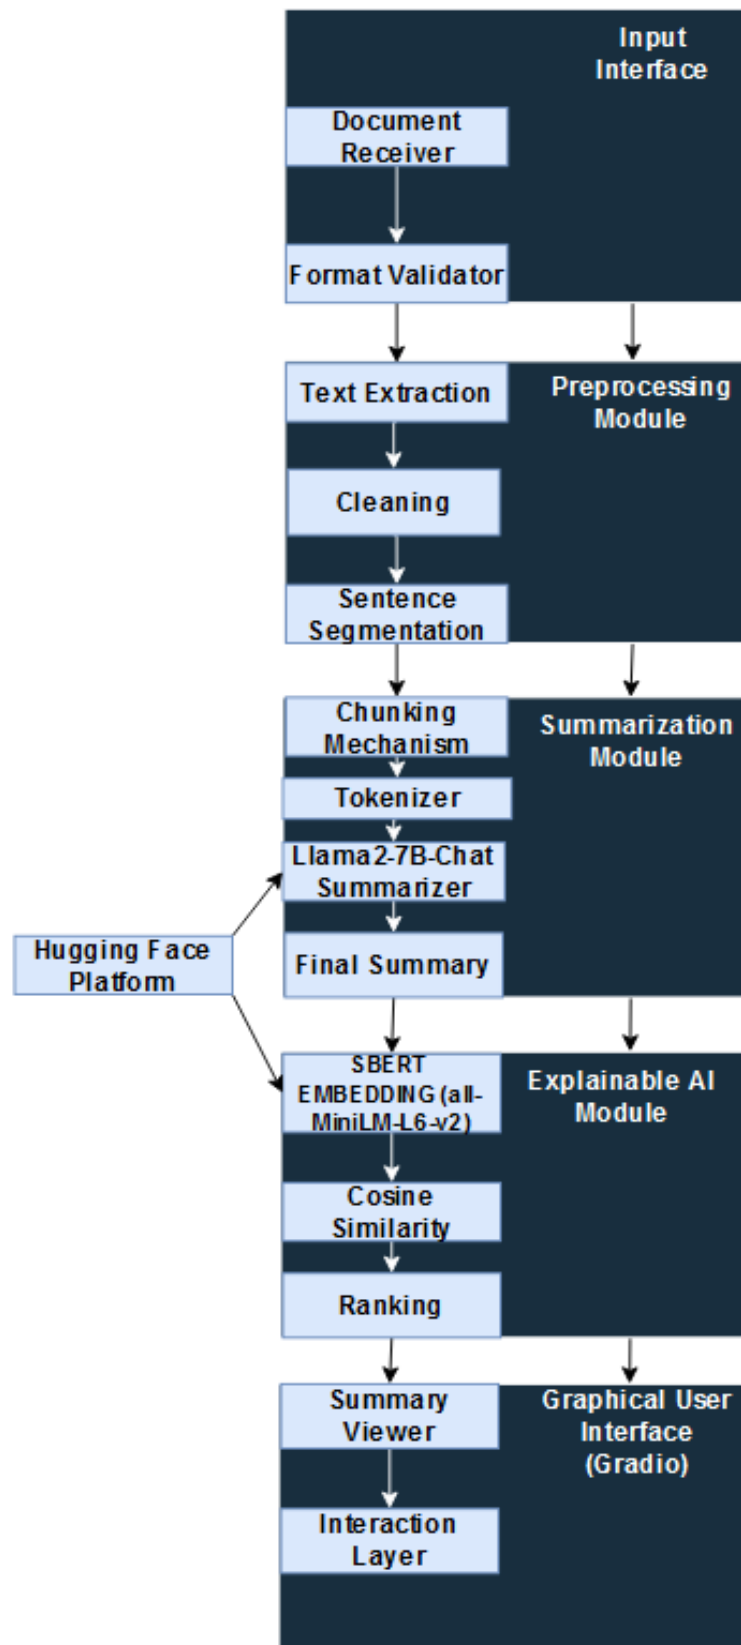 Input
Interface
Document
Receiver
Format Validator
Text Extraction
Preprocessing
Module
Cleaning
Sentence
Segmentation
Chunking
Mechanism
Summarization
Module
Tokenizer
Llama2-7B-Chat
Summarizer
Hugging Face
Platform
Final Summary
SBERT
EMBEDDING (all-
MiniLM-L6-v2)
Explainable AI
Module
Cosine
Similarity
Ranking
Summary
Viewer
Graphical User
Interface
(Gradio)
Interaction
Layer